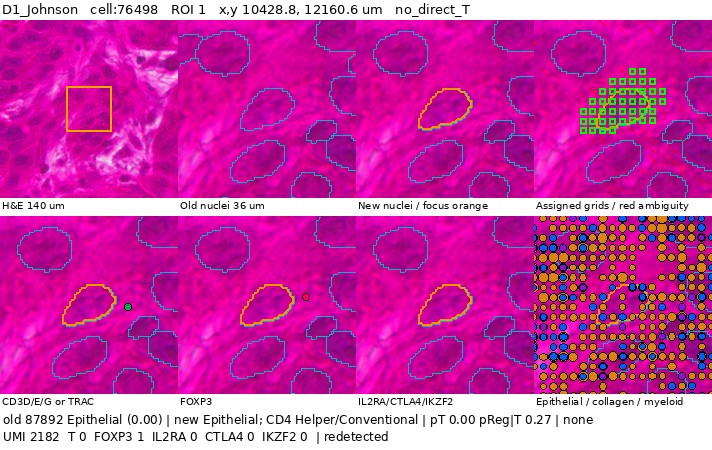 D1_Johnson   cell:76498   ROI 1   x,y 10428.8, 12160.6 um   no_direct_T
H&E 140 um
Old nuclei 36 um
New nuclei / focus orange
Assigned grids / red ambiguity
CD3D/E/G or TRAC
FOXP3
IL2RA/CTLA4/IKZF2
Epithelial / collagen / myeloid
old 87892 Epithelial (0.00) | new Epithelial; CD4 Helper/Conventional | pT 0.00 pReg|T 0.27 | none
UMI 2182  T 0  FOXP3 1  IL2RA 0  CTLA4 0  IKZF2 0  | redetected